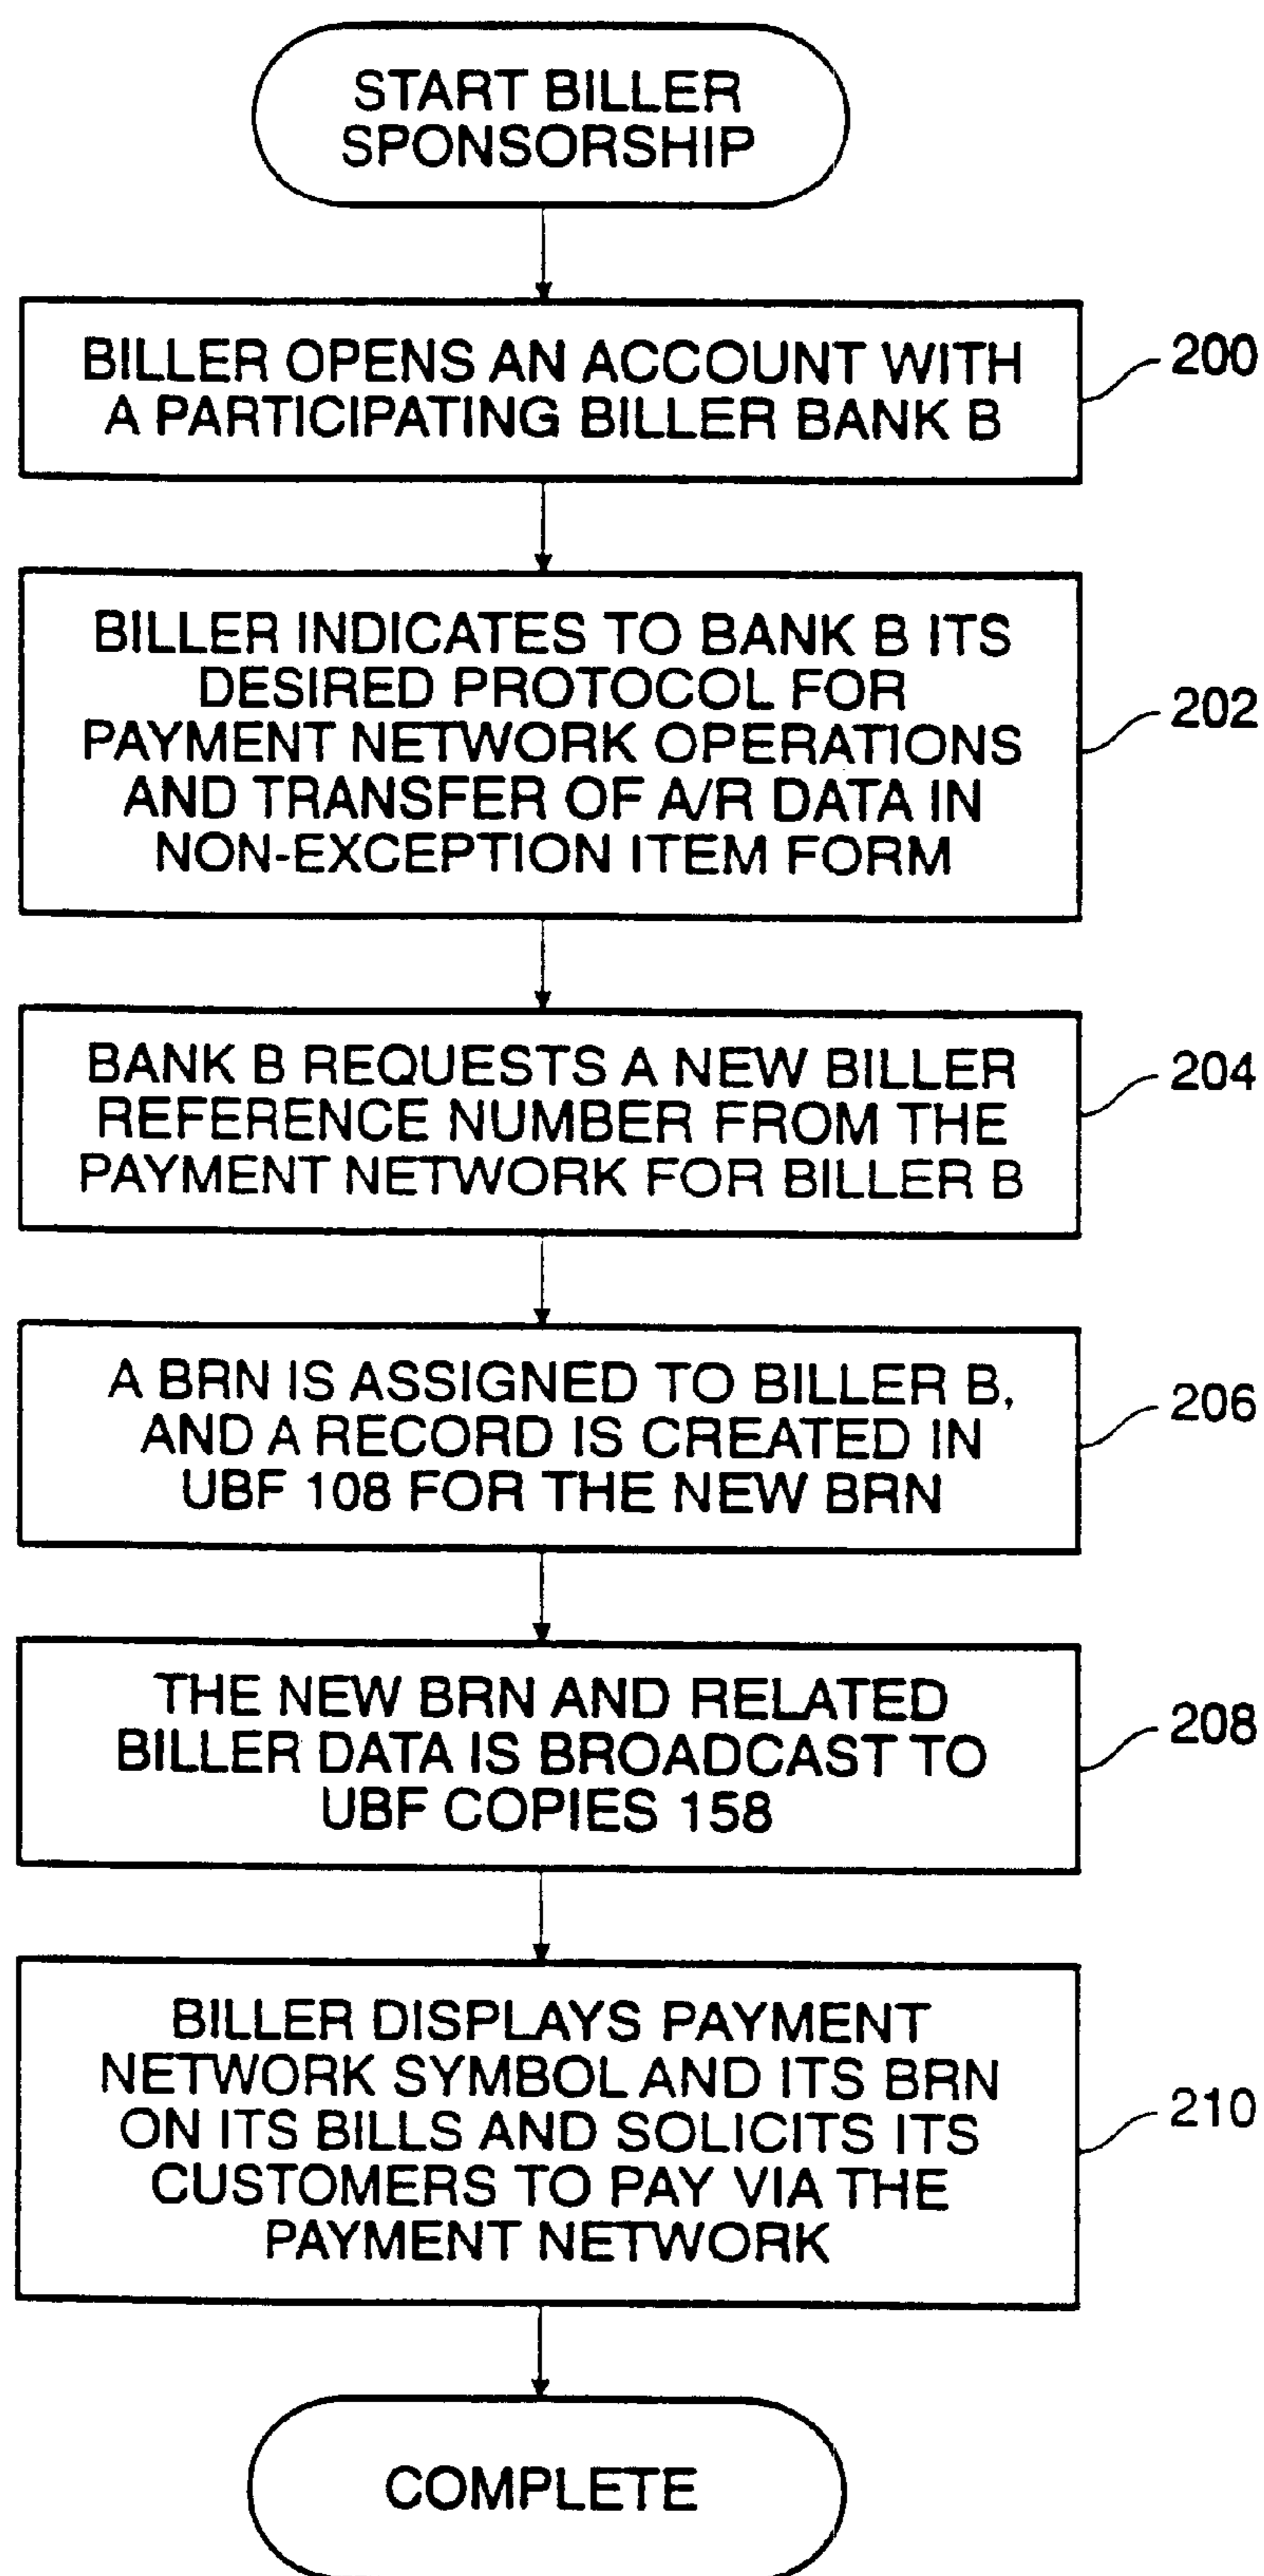 START BILLER
SPONSORSHIP
BILLER OPENS AN ACCOUNT WITH
A PARTICIPATING BILLER BANK B
200
BILLER INDICATES TO BANK B ITS
DESIRED PROTOCOL FOR
PAYMENT NETWORK OPERATIONS
AND TRANSFER OF A/R DATA IN
NON-EXCEPTION ITEM FORM
202
BANK B REQUESTS A NEW BILLER
REFERENCE NUMBER FROM THE
PAYMENT NETWORK FOR BILLER B
204
A BRN IS ASSIGNED TO BILLER B,
AND A RECORD IS CREATED IN
UBF 108 FOR THE NEW BRN
206
THE NEW BRN AND RELATED
BILLER DATA IS BROADCAST TO
UBF COPIES 158
208
BILLER DISPLAYS PAYMENT
NETWORK SYMBOL AND ITS BRN
ON ITS BILLS AND SOLICITS ITS
CUSTOMERS TO PAY VIA THE
PAYMENT NETWORK
210
COMPLETE